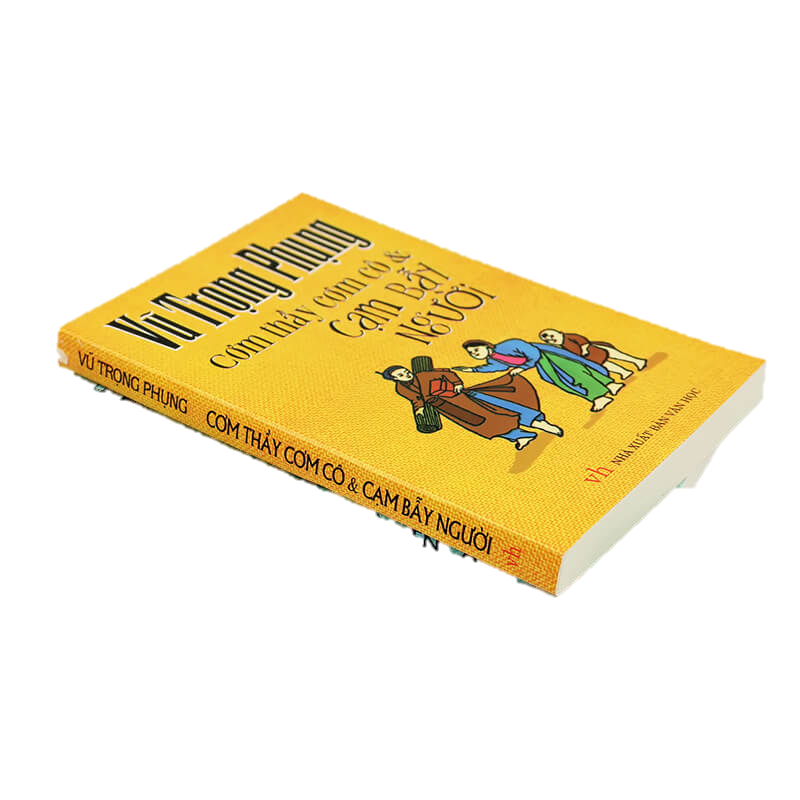 Vũ Trọng Phụng
Cơm thầy cơm cô &
CẠM BẪY
NGƯỜI
vh NHÀ XUẤT BẢN VĂN HỌC
VŨ TRỌNG PHỤNG CƠM THẦY CƠM CÔ & CẠM BẪY NGƯỜI vh